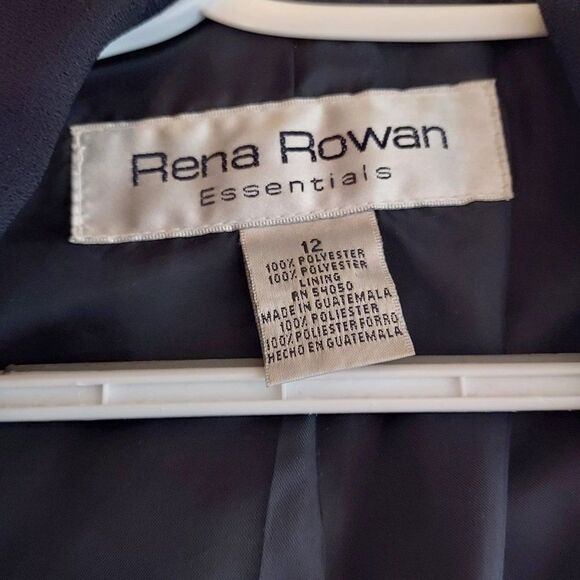 Rena Rowan
Essentials
12
100% POLYESTER
100% POLYESTER
LINING
RN 54050
MADE IN GUATEMALA
100% POLIESTER
100% POLIESTER FORRO
HECHO EN GUATEMALA